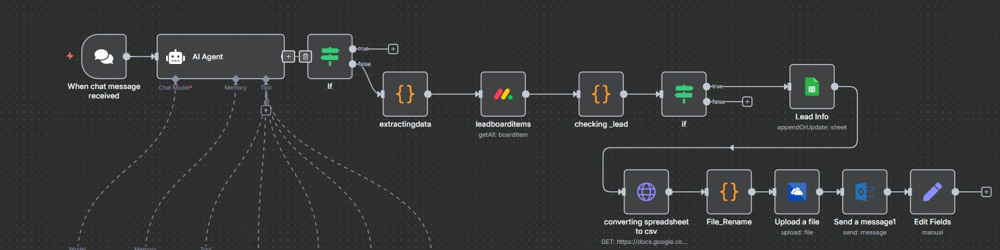 true
AI Agent
false
When chat message
received
Chat Model*
Memory
Tool
If
true
false
extractingdata
leadboarditems
getAll: boardItem
checking _lead
if
Lead Info
appendOrUpdate: sheet
converting spreadsheet
to csv
GET: https://docs.google.co...
File_Rename
Upload a file
upload: file
Send a message1
send: message
Edit Fields
manual
Model
Memory
Tool